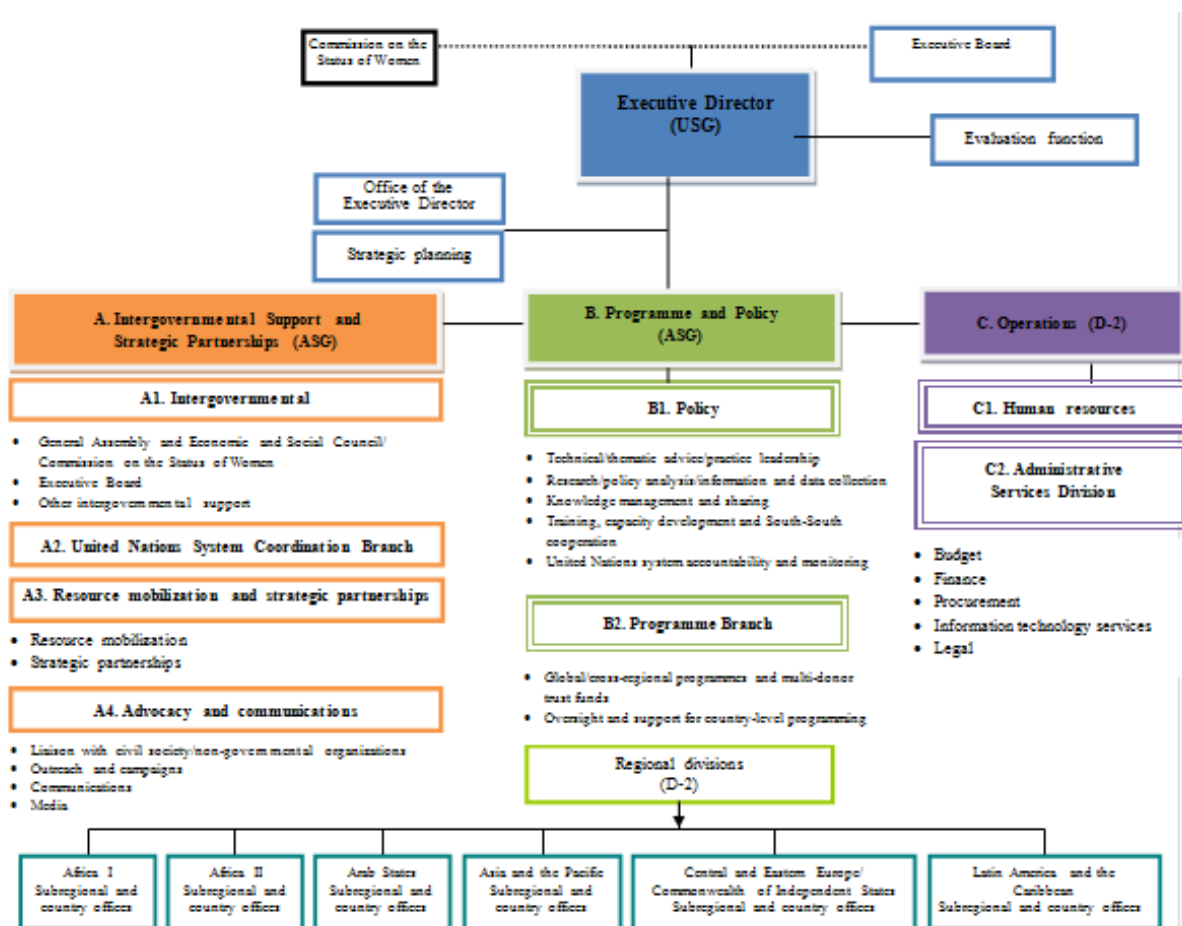 Commission on the
Status of Women
Executive Board
Executive Director
(USG)
Evaluation function
Office of the
Executive Director
Strategic planning
A. Intergovernmental Support and
Strategic Partnerships (ASG)
B. Programme and Policy
(ASG)
C. Operations (D-2)
A1. Intergovernmental
• General Assembly and Economic and Social Council/
Commission on the Status of Women
• Executive Board
• Other intergovernmental support
A2. United Nations System Coordination Branch
A3. Resource mobilization and strategic partnerships
• Resource mobilization
• Strategic partnerships
A4. Advocacy and communications
• Liaison with civil society/non-governmental organizations
• Outreach and campaigns
• Communications
• Media
B1. Policy
• Technical/thematic advice/practice leadership
• Research/policy analysis/information and data collection
• Knowledge management and sharing
• Training, capacity development and South-South
cooperation
• United Nations system accountability and monitoring
B2. Programme Branch
• Global/cross-regional programmes and multi-donor
trust funds
• Oversight and support for country-level programming
Regional divisions
(D-2)
C1. Human resources
C2. Administrative
Services Division
• Budget
• Finance
• Procurement
• Information technology services
• Legal
Africa I
Subregional and
country offices
Africa II
Subregional and
country offices
Arab States
Subregional and
country offices
Asia and the Pacific
Subregional and
country offices
Central and Eastern Europe/
Commonwealth of Independent States
Subregional and country offices
Latin America and the
Caribbean
Subregional and country offices